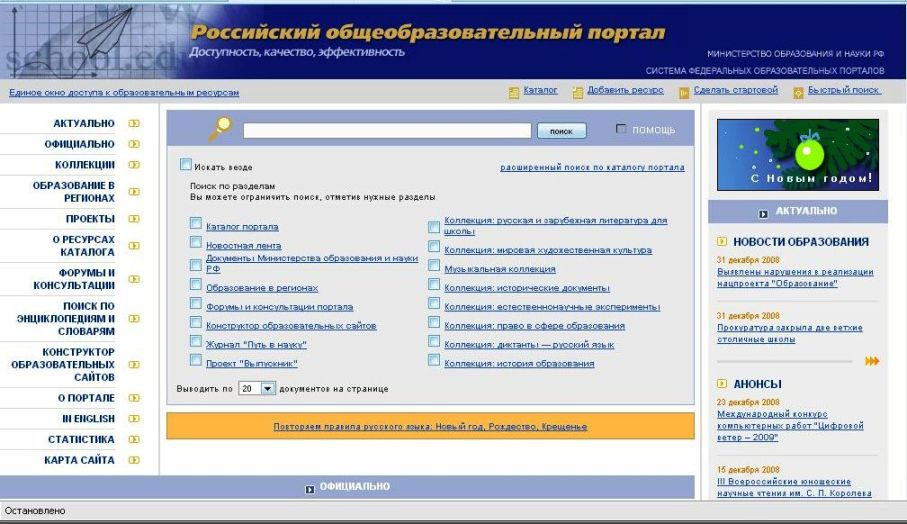 Российский общеобразовательный портал
school.ed
Доступность, качество, эффективность
МИНИСТЕРСТВО ОБРАЗОВАНИЯ И НАУКИ РФ
СИСТЕМА ФЕДЕРАЛЬНЫХ ОБРАЗОВАТЕЛЬНЫХ ПОРТАЛОВ
Единое окно доступа к образовательным ресурсам
Каталог
Добавить ресурс
Сделать стартовой
Быстрый поиск
АКТУАЛЬНО
ОФИЦИАЛЬНО
КОЛЛЕКЦИИ
ОБРАЗОВАНИЕ В
РЕГИОНАХ
ПРОЕКТЫ
О РЕСУРСАХ
КАТАЛОГА
ФОРУМЫ И
КОНСУЛЬТАЦИИ
ПОИСК ПО
ЭНЦИКЛОПЕДИЯМ И
СЛОВАРЯМ
КОНСТРУКТОР
ОБРАЗОВАТЕЛЬНЫХ
САЙТОВ
О ПОРТАЛЕ
IN ENGLISH
СТАТИСТИКА
КАРТА САЙТА
поиск
ПОМОЩЬ
Искать везде
расширенный поиск по каталогу портала
Поиск по разделам
Вы можете ограничить поиск, отметив нужные разделы
Каталог портала
Новостная лента
Документы Министерства образования и науки
РФ
Образование в регионах
Форумы и консультации портала
Конструктор образовательных сайтов
Журнал "Путь в науку"
Проект "Выпускник"
Коллекция: русская и зарубежная литература для
школы
Коллекция: мировая художественная культура
Музыкальная коллекция
Коллекция: исторические документы
Коллекция: естественнонаучные эксперименты
Коллекция: право в сфере образования
Коллекция: диктанты — русский язык
Коллекция: история образования
Выводить по 20 документов на странице
Повторяем правила русского языка: Новый год, Рождество, Крещенье
ОФИЦИАЛЬНО
С Новым годом!
АКТУАЛЬНО
НОВОСТИ ОБРАЗОВАНИЯ
31 декабря 2008
Выявлены нарушения в реализации
нацпроекта "Образование"
31 декабря 2008
Прокуратура закрыла две ветхие
столичные школы
АНОНСЫ
23 декабря 2008
Международный конкурс
компьютерных работ "Цифровой
ветер – 2009"
15 декабря 2008
III Всероссийские юношеские
научные чтения им. С. П. Королева
Остановлено